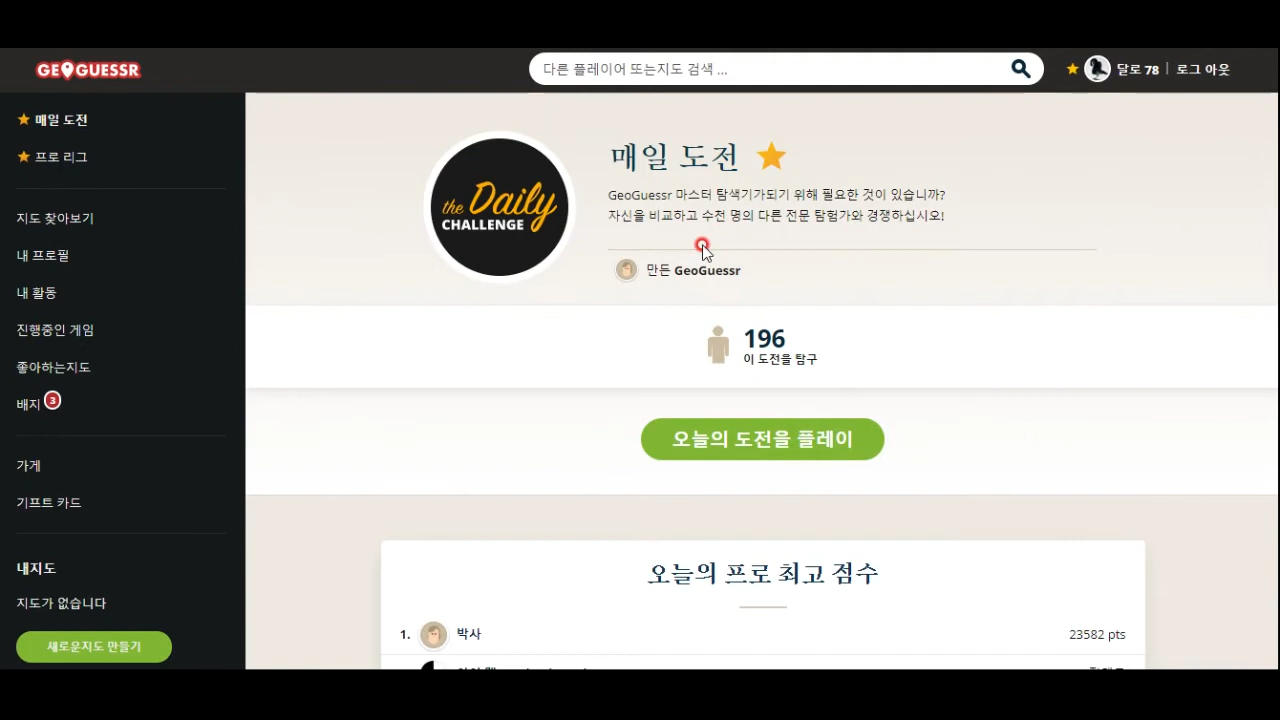 GEOGUESSR
다른 플레이어 또는지도 검색 ...
달로 78 | 로그 아웃
매일 도전
프로 리그
지도 찾아보기
내 프로필
내 활동
진행중인 게임
좋아하는지도
배지 3
가게
기프트 카드
내지도
지도가 없습니다
새로운지도 만들기
the Daily
CHALLENGE
매일 도전
GeoGuessr 마스터 탐색기가되기 위해 필요한 것이 있습니까?
자신을 비교하고 수천 명의 다른 전문 탐험가와 경쟁하십시오!
만든 GeoGuessr
196
이 도전을 탐구
오늘의 도전을 플레이
오늘의 프로 최고 점수
1. 박사 23582 pts